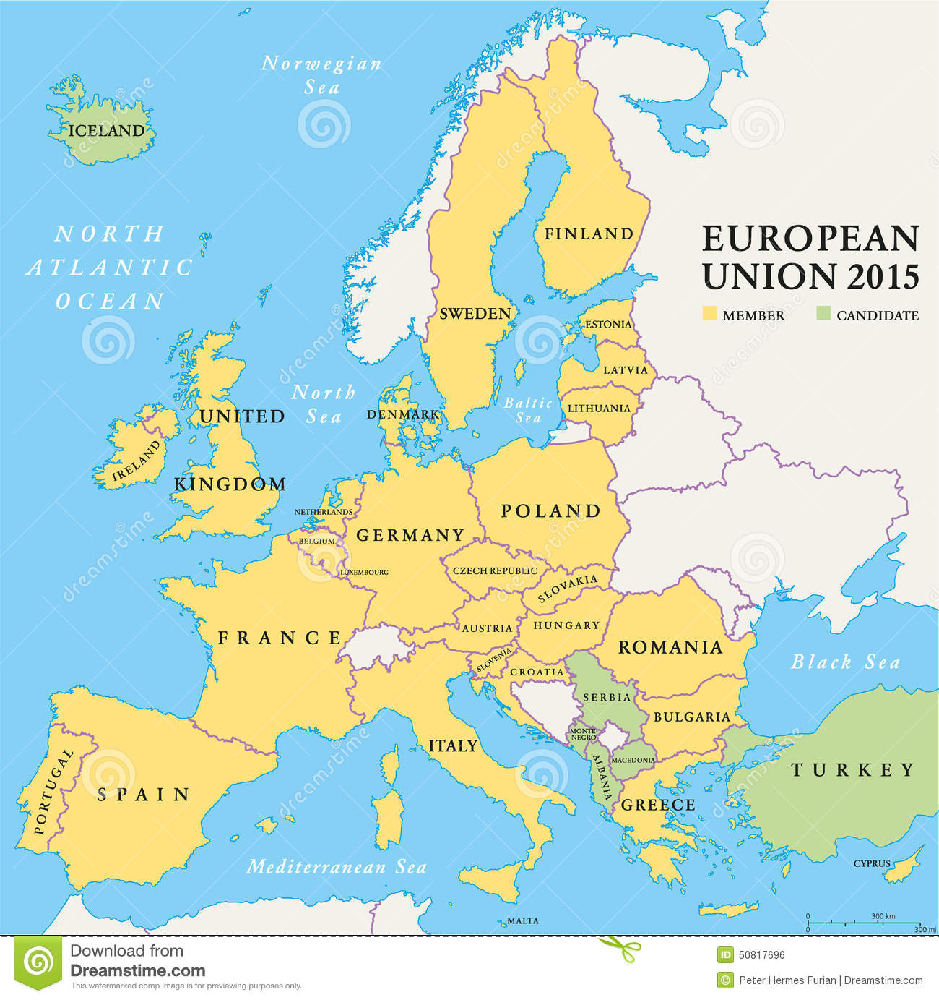 Norwegian
Sea
ICELAND
NORTH
ATLANTIC
OCEAN
FINLAND
EUROPEAN
UNION 2015
MEMBER
CANDIDATE
SWEDEN
ESTONIA
LATVIA
North
Sea
Baltic
Sea
LITHUANIA
DENMARK
UNITED
KINGDOM
IRELAND
NETHERLANDS
BELGIUM
LUXEMBOURG
GERMANY
POLAND
CZECH REPUBLIC
SLOVAKIA
AUSTRIA
HUNGARY
FRANCE
ROMANIA
SLOVENIA
CROATIA
Black Sea
SERBIA
BULGARIA
MONTE
NEGRO
ITALY
MACEDONIA
ALBANIA
TURKEY
PORTUGAL
SPAIN
GREECE
Mediterranean Sea
CYPRUS
MALTA
0 300 km
0 300 mi
dreamstime
Download from
Dreamstime.com
This watermarked comp image is for previewing purposes only.
ID 50817696
© Peter Hermes Furian | Dreamstime.com